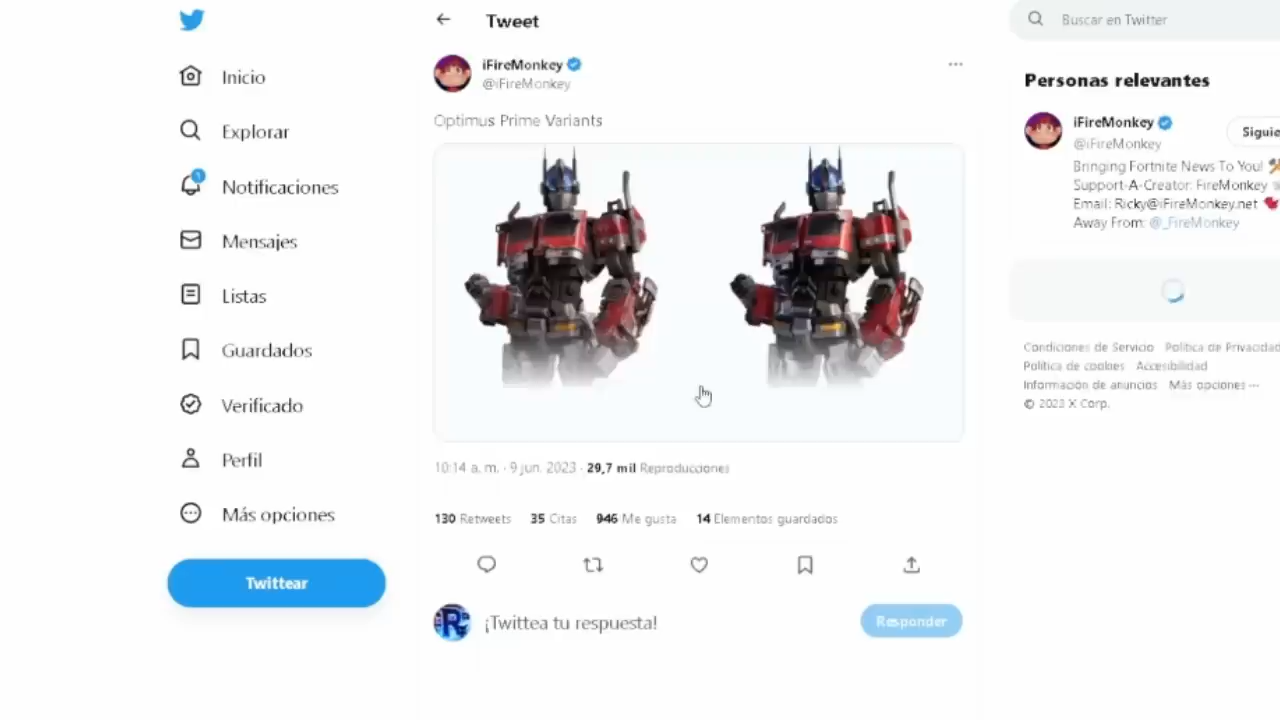 Inicio
Explorar
1
Notificaciones
Mensajes
Listas
Guardados
Verificado
Perfil
Más opciones
Twittear
Tweet
iFireMonkey
@iFireMonkey
Optimus Prime Variants
10:14 a. m. · 9 jun. 2023 · 29,7 mil Reproducciones
130 Retweets 35 Citas 946 Me gusta 14 Elementos guardados
R
¡Twittea tu respuesta!
Responder
Buscar en Twitter
Personas relevantes
iFireMonkey
@iFireMonkey
Siguie
Bringing Fortnite News To You!
Support-A-Creator: FireMonkey
Email: Ricky@iFireMonkey.net
Away From: @_FireMonkey
Condiciones de Servicio Política de Privacidad
Política de cookies Accesibilidad
Información de anuncios Más opciones ···
© 2023 X Corp.